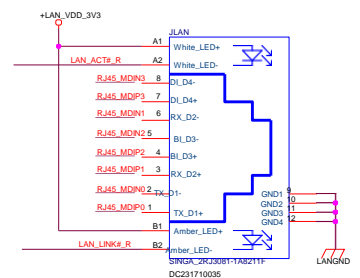 +LAN_VDD_3V3
JLAN
A1 White_LED+
LAN_ACT#_R A2 White_LED-
RJ45_MDIN3 8 DI_D4-
RJ45_MDIP3 7 DI_D4+
RJ45_MDIN1 6 RX_D2-
RJ45_MDIN2 5 BI_D3-
RJ45_MDIP2 4 BI_D3+
RJ45_MDIP1 3 RX_D2+
RJ45_MDIN0 2 TX_D1-
RJ45_MDIP0 1 TX_D1+
GND1 9
GND2 10
GND3 11
GND4 12
B1 Amber_LED+
LAN_LINK#_R B2 Amber_LED-
SINGA_2RJ3081-1A8211F
LANGND
DC231710035